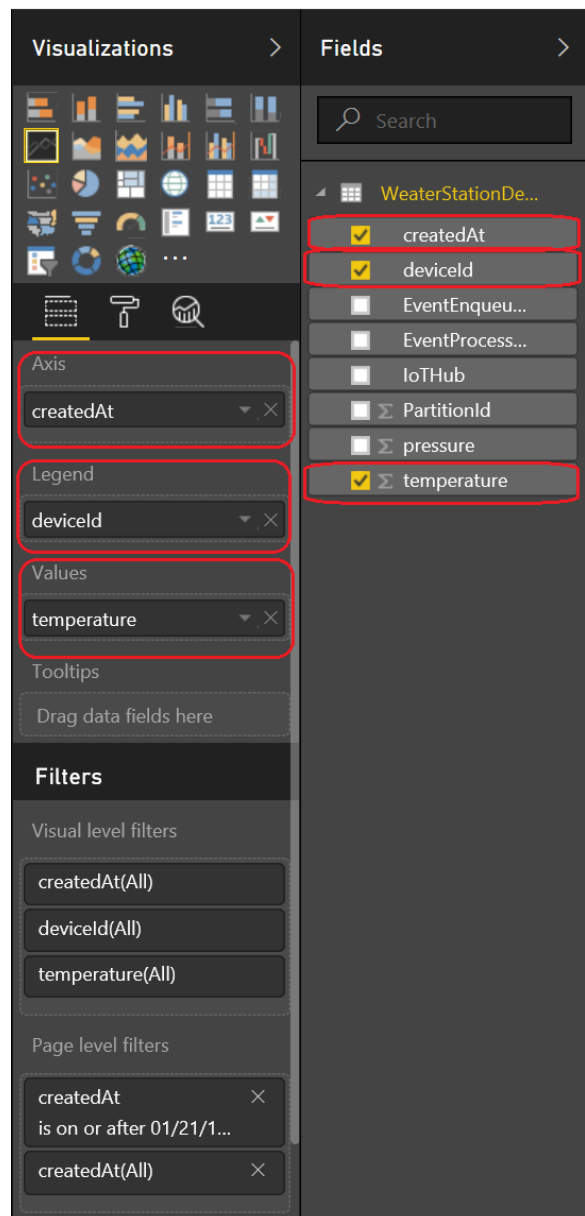 Visualizations
Axis
createdAt
Legend
deviceId
Values
temperature
Tooltips
Drag data fields here
Filters
Visual level filters
createdAt(All)
deviceId(All)
temperature(All)
Page level filters
createdAt
is on or after 01/21/1...
createdAt(All)
Fields
Search
WeaterStationDe...
createdAt
deviceId
EventEnqueu...
EventProcess...
IoTHub
Σ PartitionId
Σ pressure
Σ temperature
123